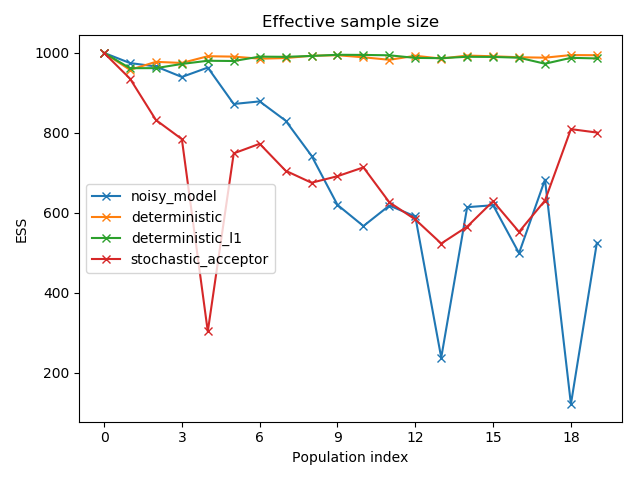 Effective sample size
ESS
1000
800
600
400
200
noisy_model
deterministic
deterministic_l1
stochastic_acceptor
0 3 6 9 12 15 18
Population index